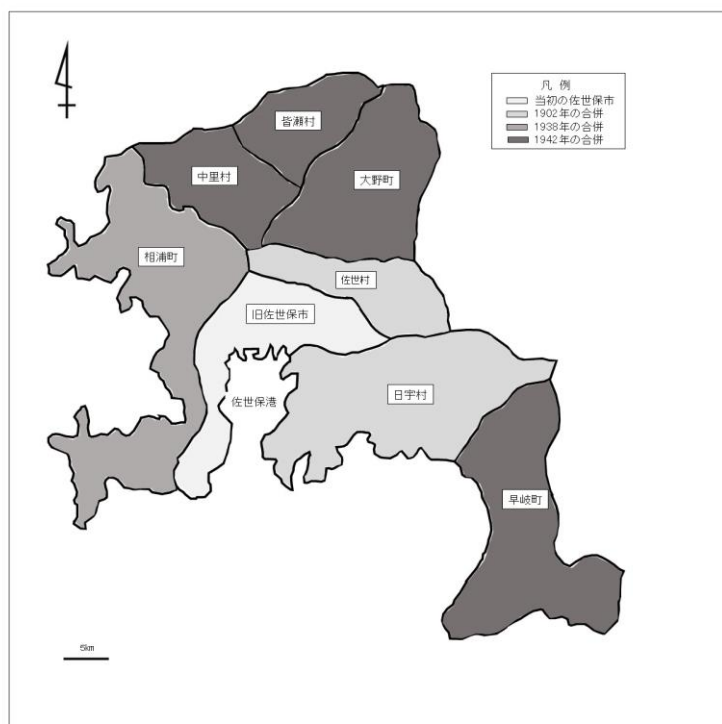 凡 例
当初の佐世保市
1902年の合併
1938年の合併
1942年の合併
皆瀬村
中里村
大野町
相浦町
佐世村
旧佐世保市
佐世保港
日宇村
早岐町
5km